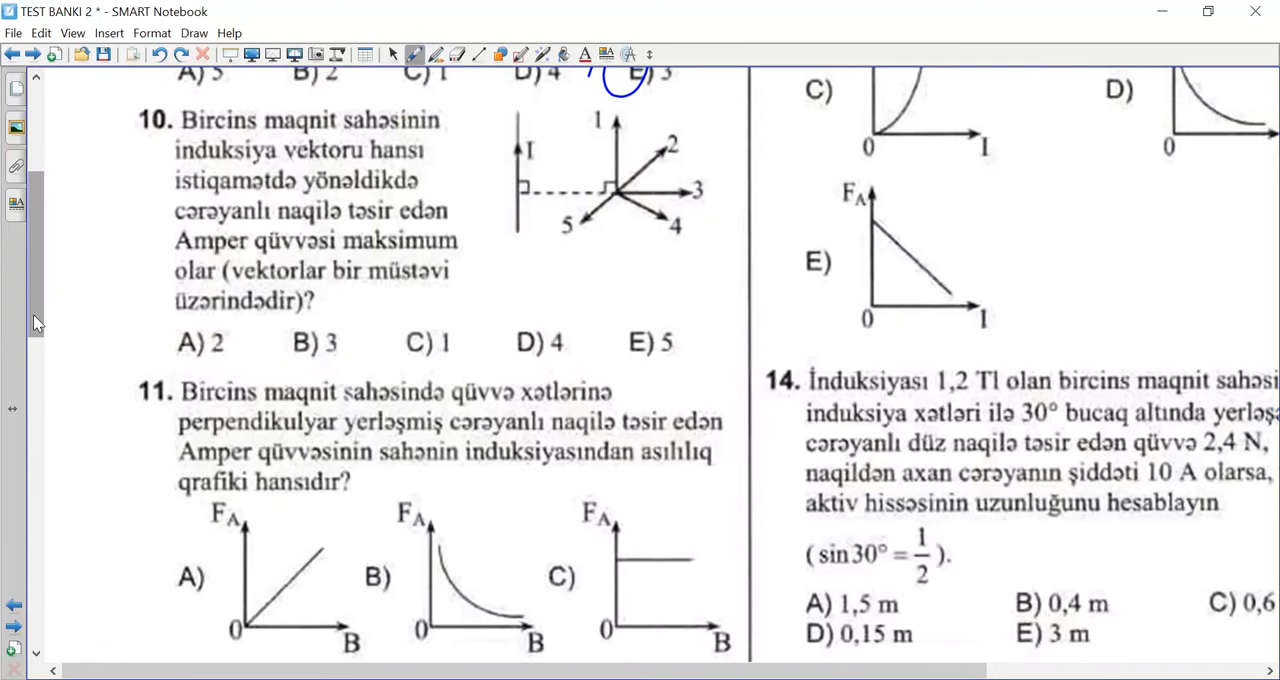 TEST BANKI 2 * - SMART Notebook
File Edit View Insert Format Draw Help
A) 5 B) 2 C) 1 D) 4 E) 3
10. Bircins maqnit sahəsinin
induksiya vektoru hansı
istiqamətdə yönəldikdə
cərəyanlı naqilə təsir edən
Amper qüvvəsi maksimum
olar (vektorlar bir müstəvi
üzərindədir)?
I 1 2 3 4 5
A) 2 B) 3 C) 1 D) 4 E) 5
11. Bircins maqnit sahəsində qüvvə xətlərinə
perpendikulyar yerləşmiş cərəyanlı naqilə təsir edən
Amper qüvvəsinin sahənin induksiyasından asılılıq
qrafiki hansıdır?
FA FA FA
A) B) C)
0 B 0 B 0 B
C) D)
0 I 0
FA
E)
0 I
14. İnduksiyası 1,2 Tl olan bircins maqnit sahəsi
induksiya xətləri ilə 30° bucaq altında yerləşə
cərəyanlı düz naqilə təsir edən qüvvə 2,4 N,
naqildən axan cərəyanın şiddəti 10 A olarsa,
aktiv hissəsinin uzunluğunu hesablayın
(sin30° = 1/2).
A) 1,5 m B) 0,4 m C) 0,6
D) 0,15 m E) 3 m